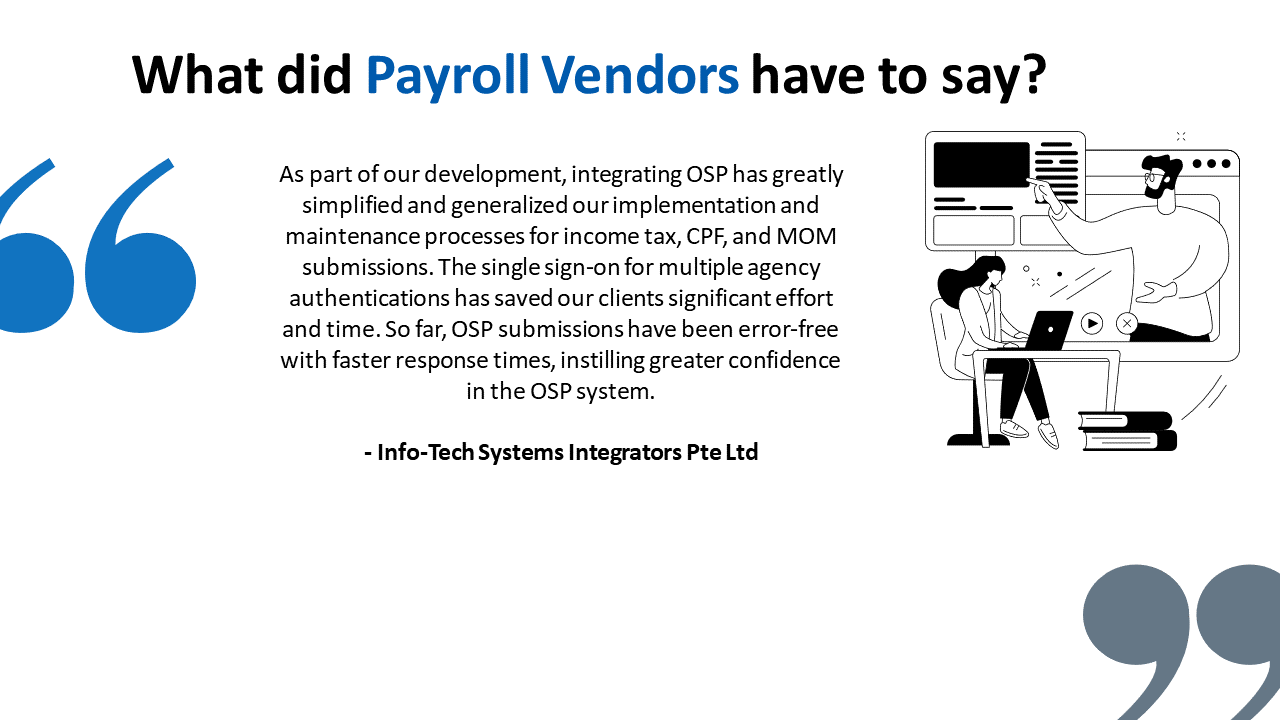 What did Payroll Vendors have to say?
As part of our development, integrating OSP has greatly
simplified and generalized our implementation and
maintenance processes for income tax, CPF, and MOM
submissions. The single sign-on for multiple agency
authentications has saved our clients significant effort
and time. So far, OSP submissions have been error-free
with faster response times, instilling greater confidence
in the OSP system.
- Info-Tech Systems Integrators Pte Ltd